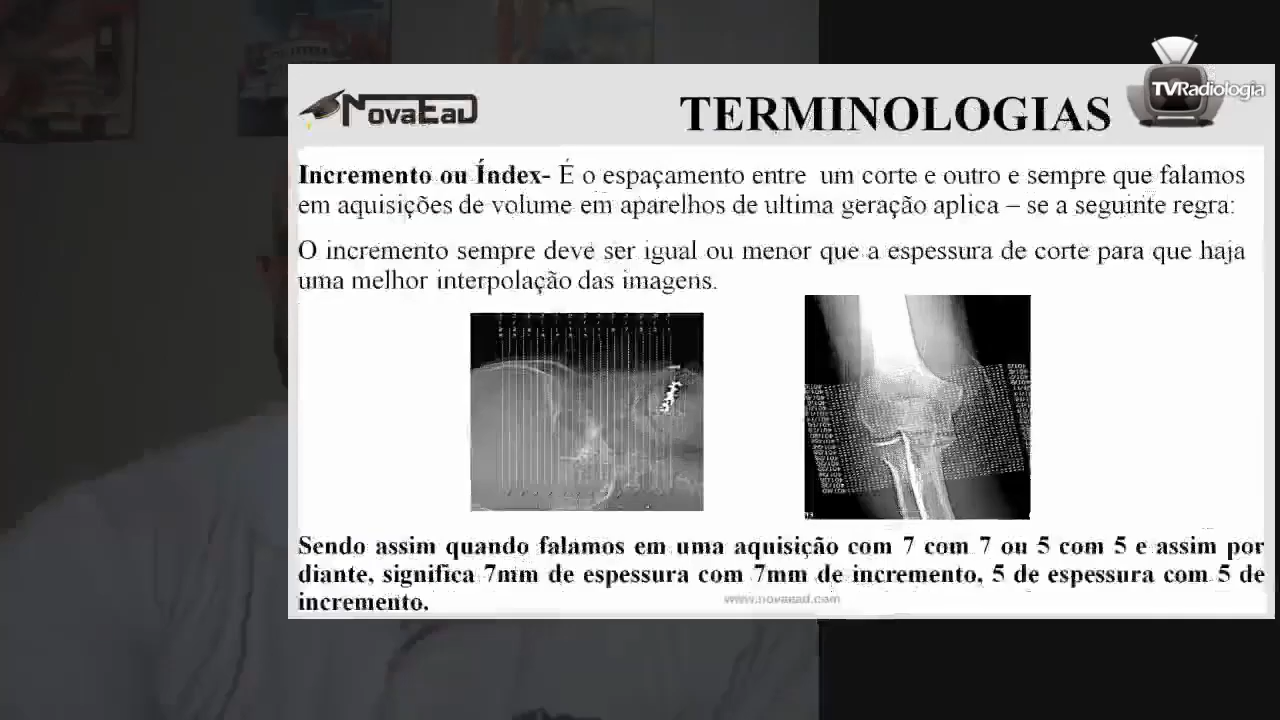 TVRadiologia
NovaEaD
TERMINOLOGIAS
Incremento ou Índex- É o espaçamento entre um corte e outro e sempre que falamos
em aquisições de volume em aparelhos de ultima geração aplica – se a seguinte regra:
O incremento sempre deve ser igual ou menor que a espessura de corte para que haja
uma melhor interpolação das imagens.
Sendo assim quando falamos em uma aquisição com 7 com 7 ou 5 com 5 e assim por
diante, significa 7mm de espessura com 7mm de incremento, 5 de espessura com 5 de
incremento.
www.novaead.com